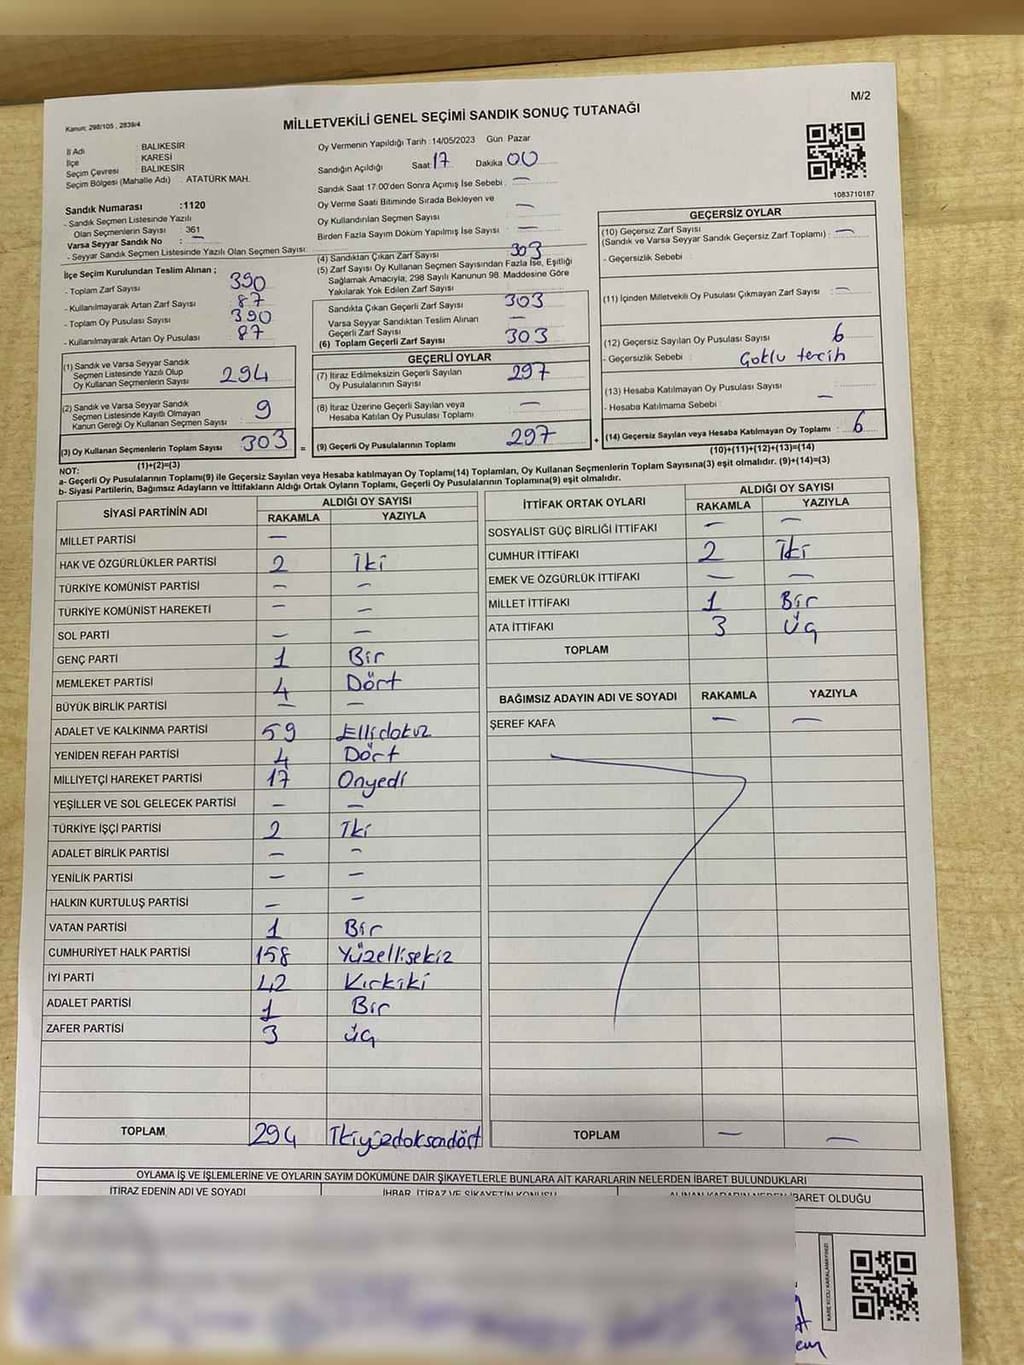 M/2
Kanun; 298/105 , 2839/4
MİLLETVEKİLİ GENEL SEÇİMİ SANDIK SONUÇ TUTANAĞI
1083710187
İl Adı BALIKESİR
İlçe KARESİ
Seçim Çevresi BALIKESİR
Seçim Bölgesi (Mahalle Adı) : ATATÜRK MAH.
Oy Vermenin Yapıldığı Tarih :14/05/2023 Gün: Pazar
Sandığın Açıldığı Saat: 17 Dakika: 00
Sandık Saat 17:00'den Sonra Açmış İse Sebebi : —
Oy Verme Saati Bitiminde Sırada Bekleyen ve
Oy Kullandırılan Seçmen Sayısı —
Birden Fazla Sayım Döküm Yapılmış İse Sayısı : —
Sandık Numarası :1120
- Sandık Seçmen Listesinde Yazılı
Olan Seçmenlerin Sayısı : 361
Varsa Seyyar Sandık No : —
- Seyyar Sandık Seçmen Listesinde Yazılı Olan Seçmen Sayısı:
İlçe Seçim Kurulundan Teslim Alınan ;
- Toplam Zarf Sayısı 390
- Kullanılmayarak Artan Zarf Sayısı 87
- Toplam Oy Pusulası Sayısı 390
- Kullanılmayarak Artan Oy Pusulası 87
(1) Sandık ve Varsa Seyyar Sandık
Seçmen Listesinde Yazılı Olup
Oy Kullanan Seçmenlerin Sayısı 294
(2) Sandık ve Varsa Seyyar Sandık
Seçmen Listesinde Kayıtlı Olmayan
Kanun Gereği Oy Kullanan Seçmen Sayısı : 9
(3) Oy Kullanan Seçmenlerin Toplam Sayısı 303
(1)+(2)=(3)
(4) Sandıktan Çıkan Zarf Sayısı 303
(5) Zarf Sayısı Oy Kullanan Seçmen Sayısından Fazla İse, Eşitliği
Sağlamak Amacıyla; 298 Sayılı Kanunun 98. Maddesine Göre
Yakılarak Yok Edilen Zarf Sayısı
Sandıkta Çıkan Geçerli Zarf Sayısı 303
Varsa Seyyar Sandıktan Teslim Alınan
Geçerli Zarf Sayısı —
(6) Toplam Geçerli Zarf Sayısı 303
GEÇERLİ OYLAR
(7) İtiraz Edilmeksizin Geçerli Sayılan
Oy Pusulalarının Sayısı 297
(8) İtiraz Üzerine Geçerli Sayılan veya
Hesaba Katılan Oy Pusulası Toplamı —
= (9) Geçerli Oy Pusulalarının Toplamı 297 +
GEÇERSİZ OYLAR
(10) Geçersiz Zarf Sayısı
(Sandık ve Varsa Seyyar Sandık Geçersiz Zarf Toplamı) : —
- Geçersizlik Sebebi :
(11) İçinden Milletvekili Oy Pusulası Çıkmayan Zarf Sayısı : —
(12) Geçersiz Sayılan Oy Pusulası Sayısı : 6
- Geçersizlik Sebebi Çoklu tercih
(13) Hesaba Katılmayan Oy Pusulası Sayısı
- Hesaba Katılmama Sebebi : —
(14) Geçersiz Sayılan veya Hesaba Katılmayan Oy Toplamı : 6
(10)+(11)+(12)+(13)=(14)
NOT:
a- Geçerli Oy Pusulalarının Toplamı(9) ile Geçersiz Sayılan veya Hesaba katılmayan Oy Toplamı(14) Toplamları, Oy Kullanan Seçmenlerin Toplam Sayısına(3) eşit olmalıdır. (9)+(14)=(3)
b- Siyasi Partilerin, Bağımsız Adayların ve İttifakların Aldığı Ortak Oyların Toplamı, Geçerli Oy Pusulalarının Toplamına(9) eşit olmalıdır.
SİYASİ PARTİNİN ADI ALDIĞI OY SAYISI
RAKAMLA YAZIYLA
MİLLET PARTİSİ —
HAK VE ÖZGÜRLÜKLER PARTİSİ 2 İki
TÜRKİYE KOMÜNİST PARTİSİ — —
TÜRKİYE KOMÜNİST HAREKETİ — —
SOL PARTİ — —
GENÇ PARTİ 1 Bir
MEMLEKET PARTİSİ 4 Dört
BÜYÜK BİRLİK PARTİSİ — —
ADALET VE KALKINMA PARTİSİ 59 Ellidokuz
YENİDEN REFAH PARTİSİ 4 Dört
MİLLİYETÇİ HAREKET PARTİSİ 17 Onyedi
YEŞİLLER VE SOL GELECEK PARTİSİ — —
TÜRKİYE İŞÇİ PARTİSİ 2 İki
ADALET BİRLİK PARTİSİ — —
YENİLİK PARTİSİ — —
HALKIN KURTULUŞ PARTİSİ — —
VATAN PARTİSİ 1 Bir
CUMHURİYET HALK PARTİSİ 158 Yüzellisekiz
İYİ PARTİ 42 Kırkiki
ADALET PARTİSİ 1 Bir
ZAFER PARTİSİ 3 üç
TOPLAM 294 İkiyüzdoksandört
İTTİFAK ORTAK OYLARI ALDIĞI OY SAYISI
RAKAMLA YAZIYLA
SOSYALİST GÜÇ BİRLİĞİ İTTİFAKI — —
CUMHUR İTTİFAKI 2 İki
EMEK VE ÖZGÜRLÜK İTTİFAKI — —
MİLLET İTTİFAKI 1 Bir
ATA İTTİFAKI 3 Üç
TOPLAM
BAĞIMSIZ ADAYIN ADI VE SOYADI RAKAMLA YAZIYLA
ŞEREF KAFA — —
TOPLAM — —
OYLAMA İŞ VE İŞLEMLERİNE VE OYLARIN SAYIM DÖKÜMÜNE DAİR ŞİKAYETLERLE BUNLARA AİT KARARLARIN NELERDEN İBARET BULUNDUKLARI
İTİRAZ EDENİN ADI VE SOYADI İHBAR, İTİRAZ VE ŞİKAYETİN KONUSU ALINAN KARARIN NEDEN İBARET OLDUĞU
KARE KODU KARALAMAYINIZ!